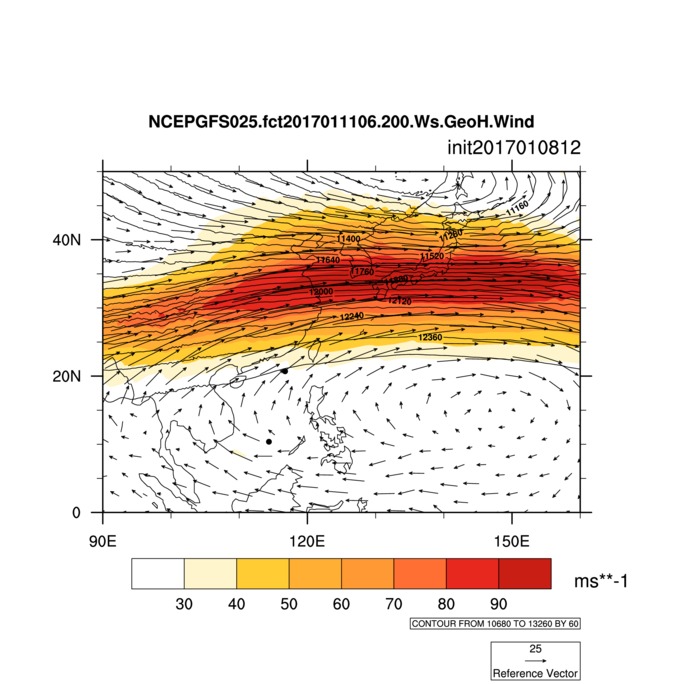 NCEPGFS025.fct2017011106.200.Ws.GeoH.Wind
init2017010812
11160
11400
11280
11640
11520
11760
11880
12000
12120
12240
12360
40N
20N
0
90E 120E 150E
30 40 50 60 70 80 90
ms**-1
CONTOUR FROM 10680 TO 13260 BY 60
25
Reference Vector